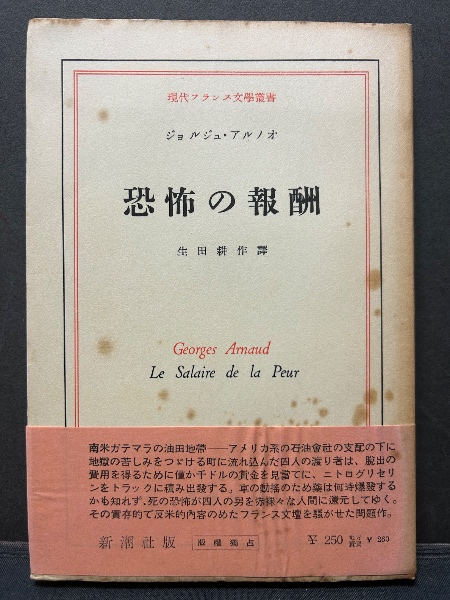 現代フランス文學叢書
ジョルジュ・アルノオ
恐怖の報酬
生田耕作譯
Georges Arnaud
Le Salaire de la Peur
南米ガテマラの油田地帶――アメリカ系の石油會社の支配の下に
地獄の苦しみをつゞける町に流れ込んだ四人の渡り者は、脱出の
費用を得るために僅か千ドルの賞金を目當てに、ニトログリセリ
ンをトラックに積み出發する。車の動搖のため藥は何時爆發する
かも知れず、死の恐怖が四人の男を赤裸々な人間に還元してゆく。
その實存的で反米的内容のためフランス文壇を騷がせた問題作。
新潮社版 版權獨占 ¥ 250 ¥ 260